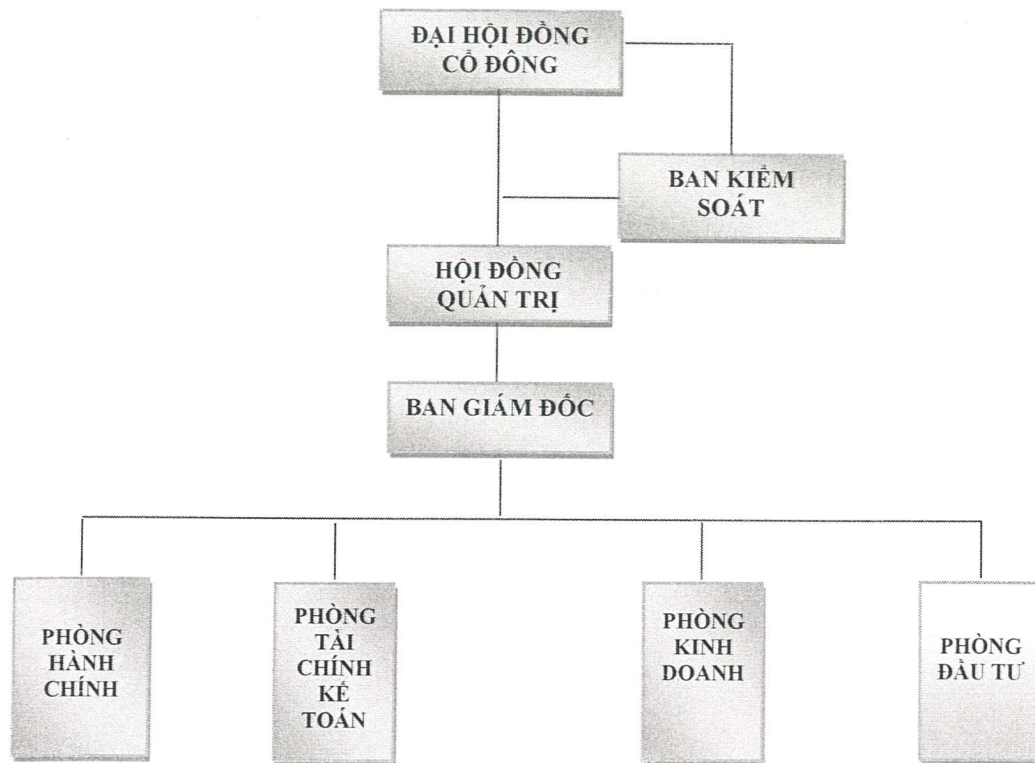 ĐẠI HỘI ĐỒNG
CỔ ĐÔNG
BAN KIỂM
SOÁT
HỘI ĐỒNG
QUẢN TRỊ
BAN GIÁM ĐỐC
PHÒNG
HÀNH
CHÍNH
PHÒNG
TÀI
CHÍNH
KẾ
TOÁN
PHÒNG
KINH
DOANH
PHÒNG
ĐẦU TƯ